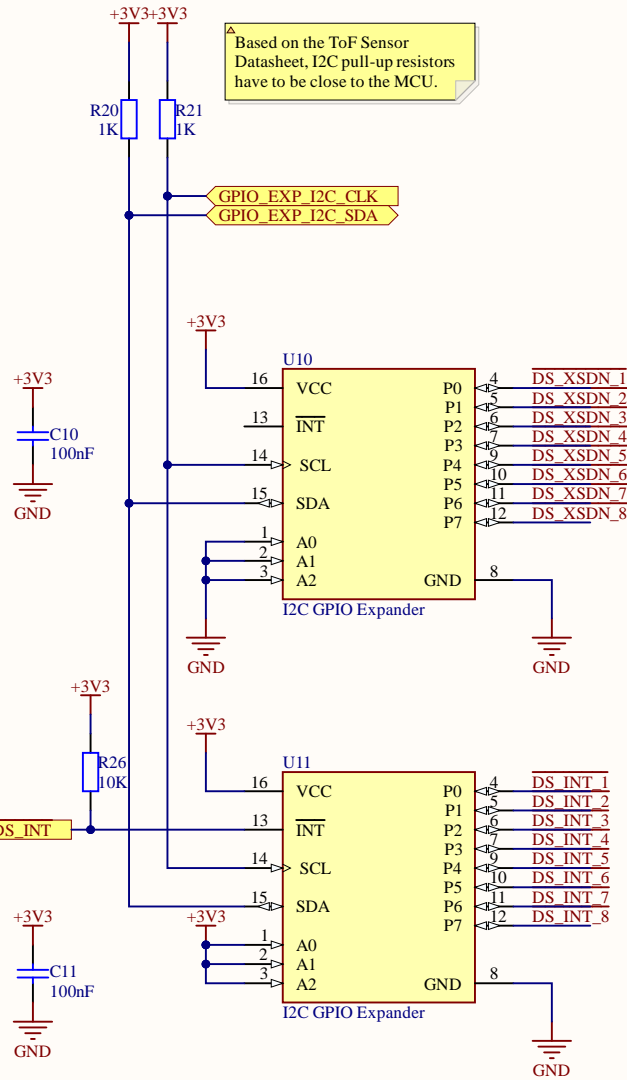 +3V3 +3V3
Based on the ToF Sensor
Datasheet, I2C pull-up resistors
have to be close to the MCU.
R20 R21
1K 1K
GPIO_EXP_I2C_CLK
GPIO_EXP_I2C_SDA
+3V3
U10
16 VCC P0 4 DS_XSDN_1
P1 5 DS_XSDN_2
13 INT P2 6 DS_XSDN_3
P3 7 DS_XSDN_4
14 SCL P4 9 DS_XSDN_5
P5 10 DS_XSDN_6
15 SDA P6 11 DS_XSDN_7
P7 12 DS_XSDN_8
1 A0
2 A1
3 A2 GND 8
I2C GPIO Expander
+3V3
C10
100nF
GND
GND
GND
+3V3
R26
10K
+3V3
U11
16 VCC P0 4 DS_INT_1
P1 5 DS_INT_2
DS_INT 13 INT P2 6 DS_INT_3
P3 7 DS_INT_4
14 SCL P4 9 DS_INT_5
P5 10 DS_INT_6
15 SDA P6 11 DS_INT_7
P7 12 DS_INT_8
+3V3
1 A0
2 A1
3 A2 GND 8
I2C GPIO Expander
+3V3
C11
100nF
GND
GND